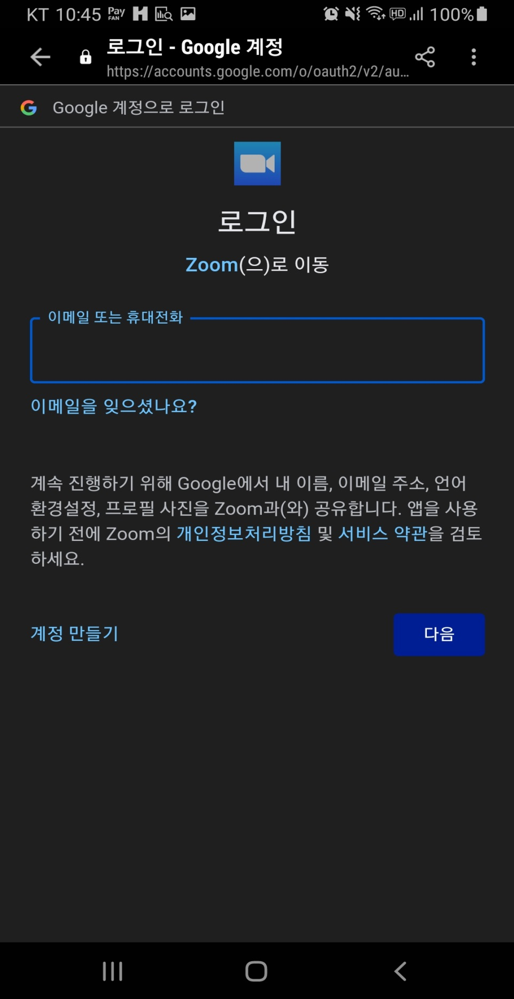 KT 10:45 Pay FAN H HD 100%
로그인 - Google 계정
https://accounts.google.com/o/oauth2/v2/au...
G Google 계정으로 로그인
로그인
Zoom(으)로 이동
이메일 또는 휴대전화
이메일을 잊으셨나요?
계속 진행하기 위해 Google에서 내 이름, 이메일 주소, 언어
환경설정, 프로필 사진을 Zoom과(와) 공유합니다. 앱을 사용
하기 전에 Zoom의 개인정보처리방침 및 서비스 약관을 검토
하세요.
계정 만들기 다음